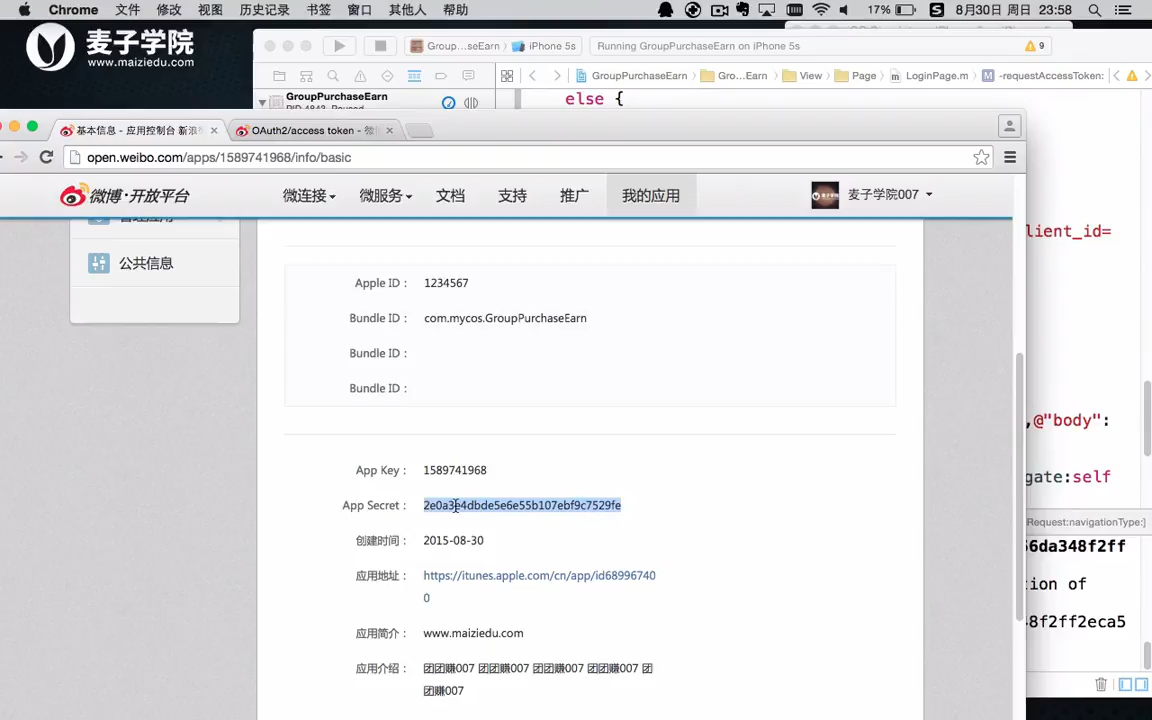 Chrome 文件 修改 视图 历史记录 书签 窗口 其他人 帮助 17% 8月30日 周日 23:58
麦子学院
www.maiziedu.com
Group...seEarn iPhone 5s Running GroupPurchaseEarn on iPhone 5s 9
GroupPurchaseEarn Gro...Earn View Page LoginPage.m M -requestAccessToken:
GroupPurchaseEarn
else {
基本信息 - 应用控制台 新浪 OAuth2/access token - 微
open.weibo.com/apps/1589741968/info/basic
微博·开放平台 微连接 微服务 文档 支持 推广 我的应用 麦子学院007
管理应用
公共信息
lient_id=
Apple ID： 1234567
Bundle ID： com.mycos.GroupPurchaseEarn
Bundle ID：
Bundle ID：
,@"body":
App Key： 1589741968
gate:self
App Secret： 2e0a3e4dbde5e6e55b107ebf9c7529fe
Request:navigationType:]
创建时间： 2015-08-30
6da348f2ff
应用地址： https://itunes.apple.com/cn/app/id68996740
0
ion of
8f2ff2eca5
应用简介： www.maiziedu.com
应用介绍： 团团赚007 团团赚007 团团赚007 团团赚007 团
团赚007